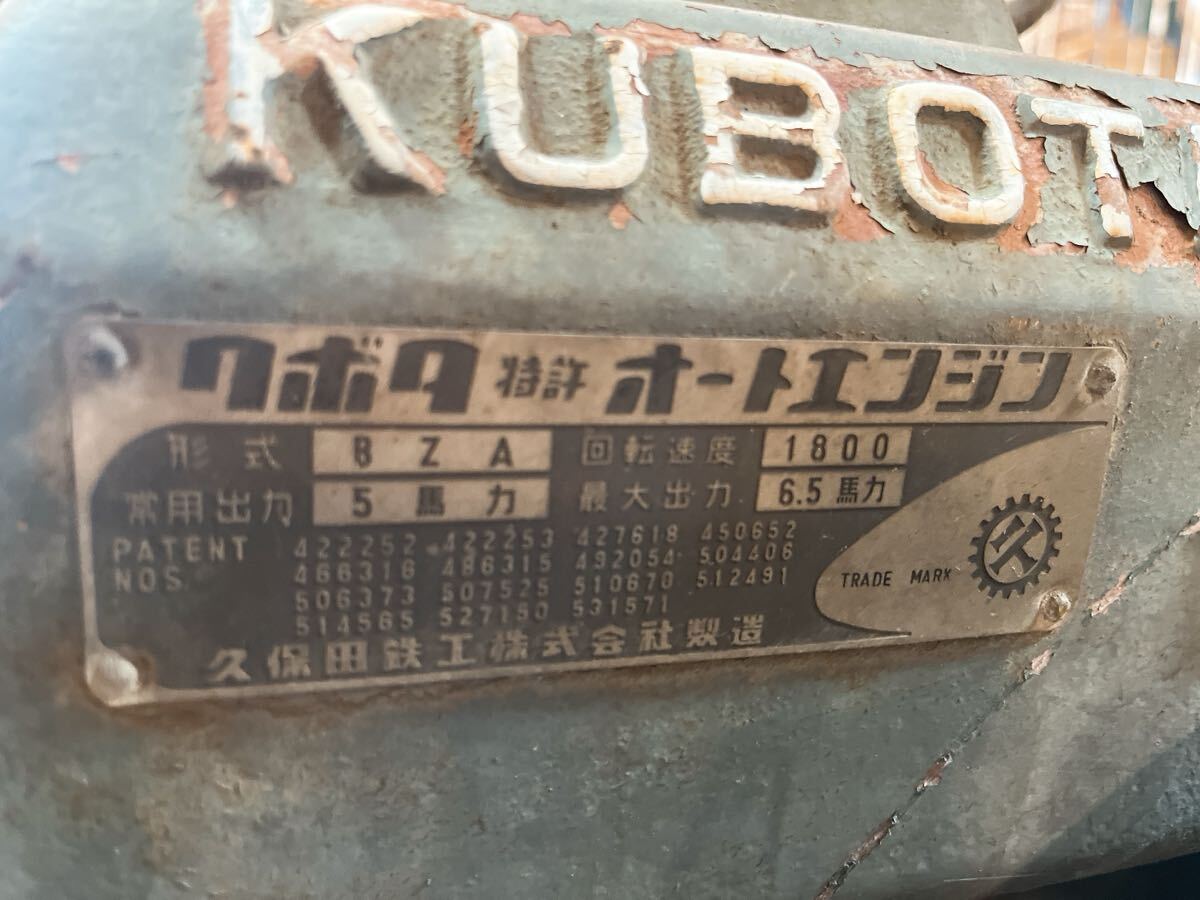 KUBOT
クボタ 特許 オートエンジン
形式 BZA 回転速度 1800
常用出力 5馬力 最大出力 6.5馬力
PATENT NOS. 422252 422253 427618 450652
466316 486315 492054 504406
506373 507525 510670 512491
514565 527150 531571
TRADE MARK
久保田鉄工株式会社製造